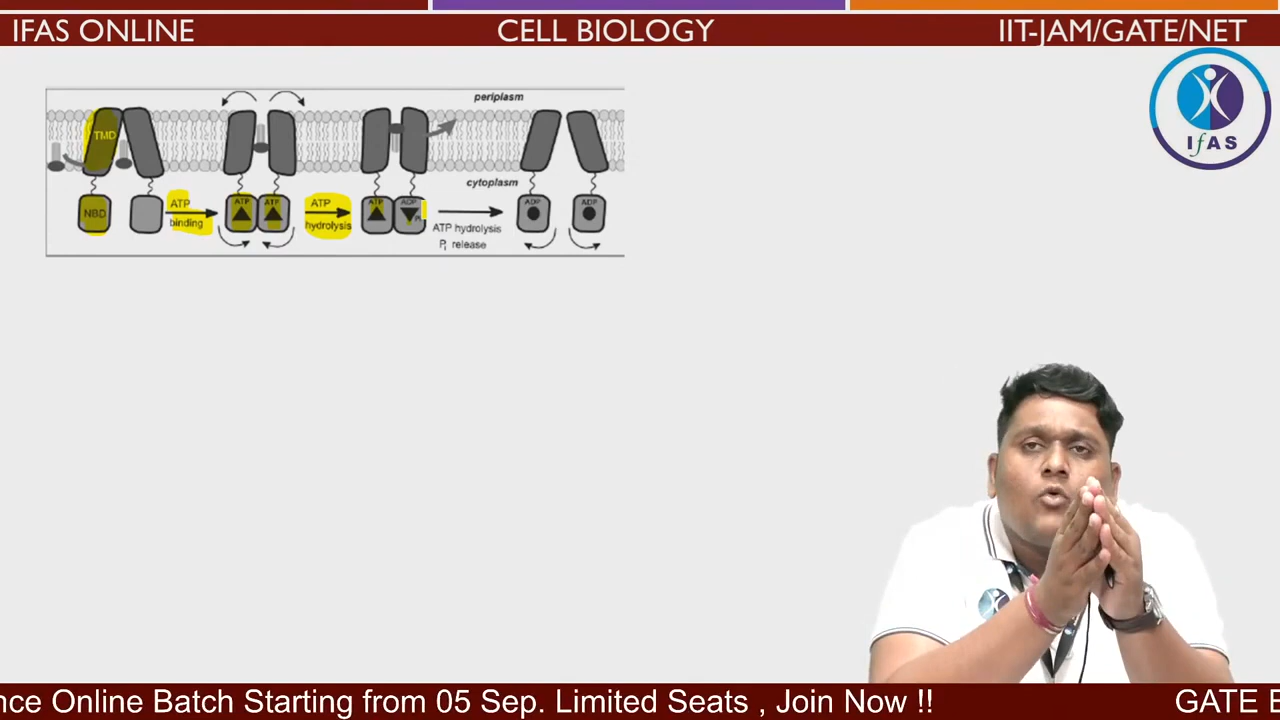 IFAS ONLINE
CELL BIOLOGY
IIT-JAM/GATE/NET
IfAS
periplasm
TMD
cytoplasm
NBD
ATP
binding
ATP
ATP
ATP
hydrolysis
ATP
ADP
Pi
ATP hydrolysis
Pi release
ADP
ADP
nce Online Batch Starting from 05 Sep. Limited Seats , Join Now !!
GATE E